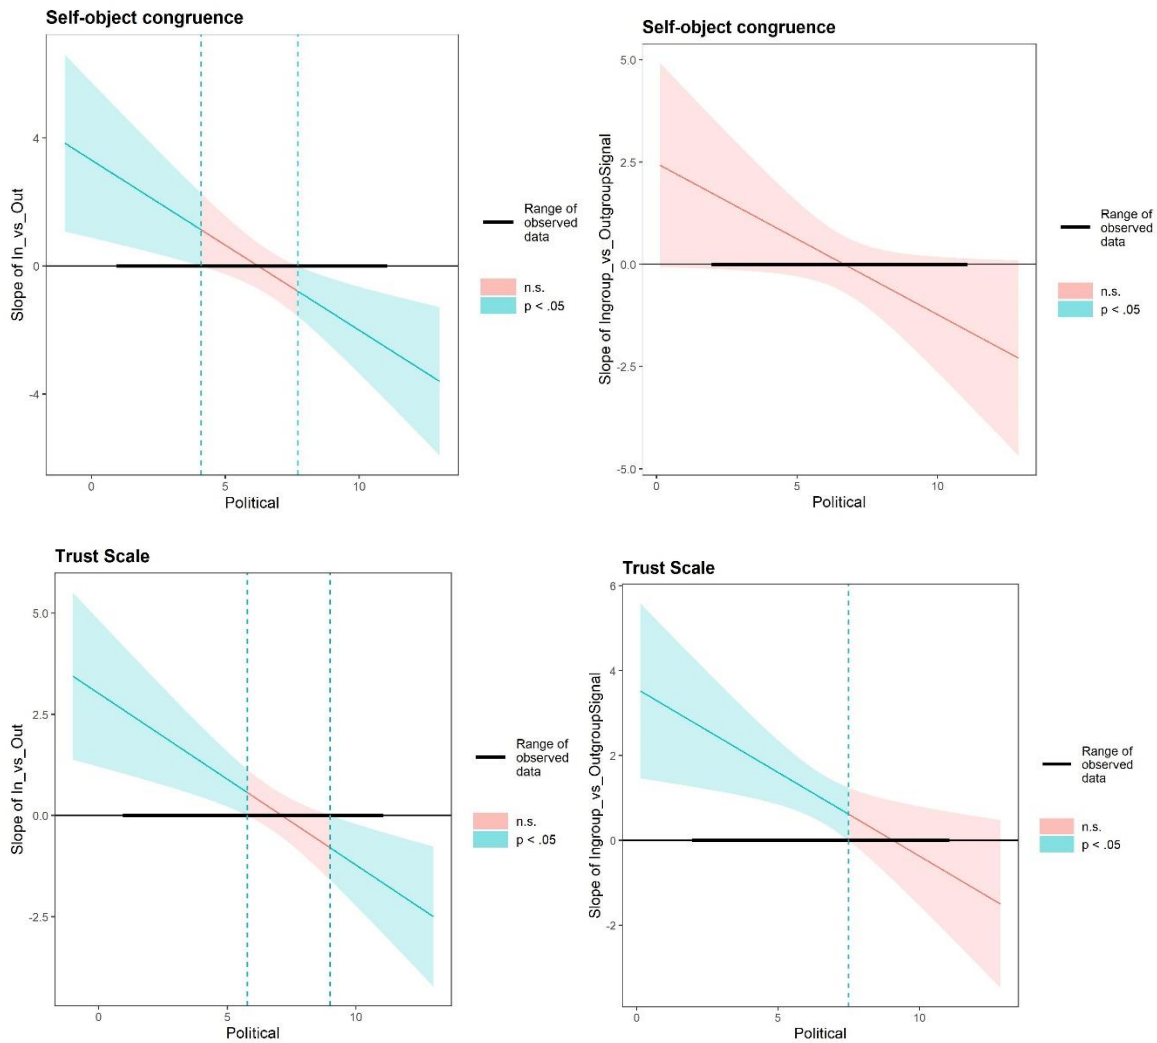 Self-object congruence
4
0
-4
Slope of In_vs_Out
0
5
10
Political
Range of
observed
data
n.s.
p < .05
Self-object congruence
5.0
2.5
0.0
-2.5
-5.0
Slope of Ingroup_vs_OutgroupSignal
0
5
10
Political
Range of
observed
data
n.s.
p < .05
Trust Scale
5.0
2.5
0.0
-2.5
Slope of In_vs_Out
0
5
10
Political
Range of
observed
data
n.s.
p < .05
Trust Scale
6
4
2
0
-2
Slope of Ingroup_vs_OutgroupSignal
0
5
10
Political
Range of
observed
data
n.s.
p < .05